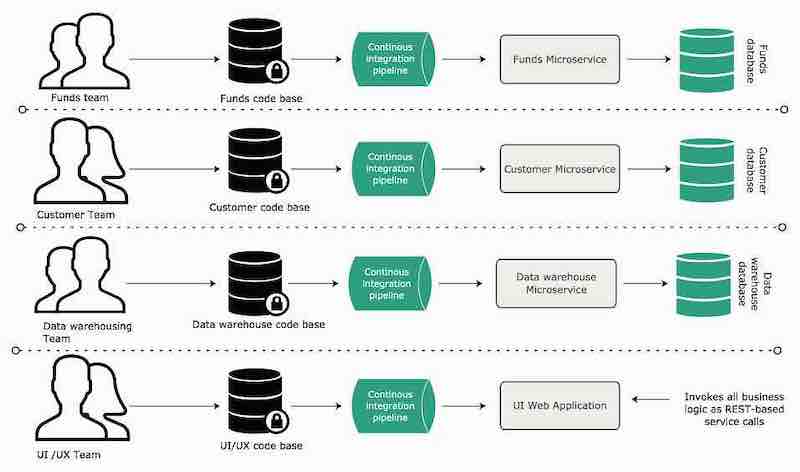 Funds team
Funds code base
Continous
integration
pipeline
Funds Microservice
Funds
database
Customer Team
Customer code base
Continous
integration
pipeline
Customer Microservice
Customer
database
Data warehousing
Team
Data warehouse code base
Continous
integration
pipeline
Data warehouse
Microservice
Data
warehouse
database
UI /UX Team
UI/UX code base
Continous
integration
pipeline
UI Web Application
Invokes all business
logic as REST-based
service calls